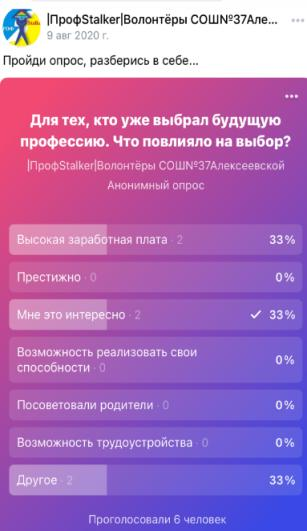 |ПрофStalker|Волонтёры СОШ№37Але...
9 авг 2020 г.
Пройди опрос, разберись в себе...
Для тех, кто уже выбрал будущую
профессию. Что повлияло на выбор?
|ПрофStalker|Волонтёры СОШ№37Алексеевской
Анонимный опрос
Высокая заработная плата · 2 33%
Престижно · 0 0%
Мне это интересно · 2 33%
Возможность реализовать свои
способности · 0 0%
Посоветовали родители · 0 0%
Возможность трудоустройства · 0 0%
Другое · 2 33%
Проголосовали 6 человек